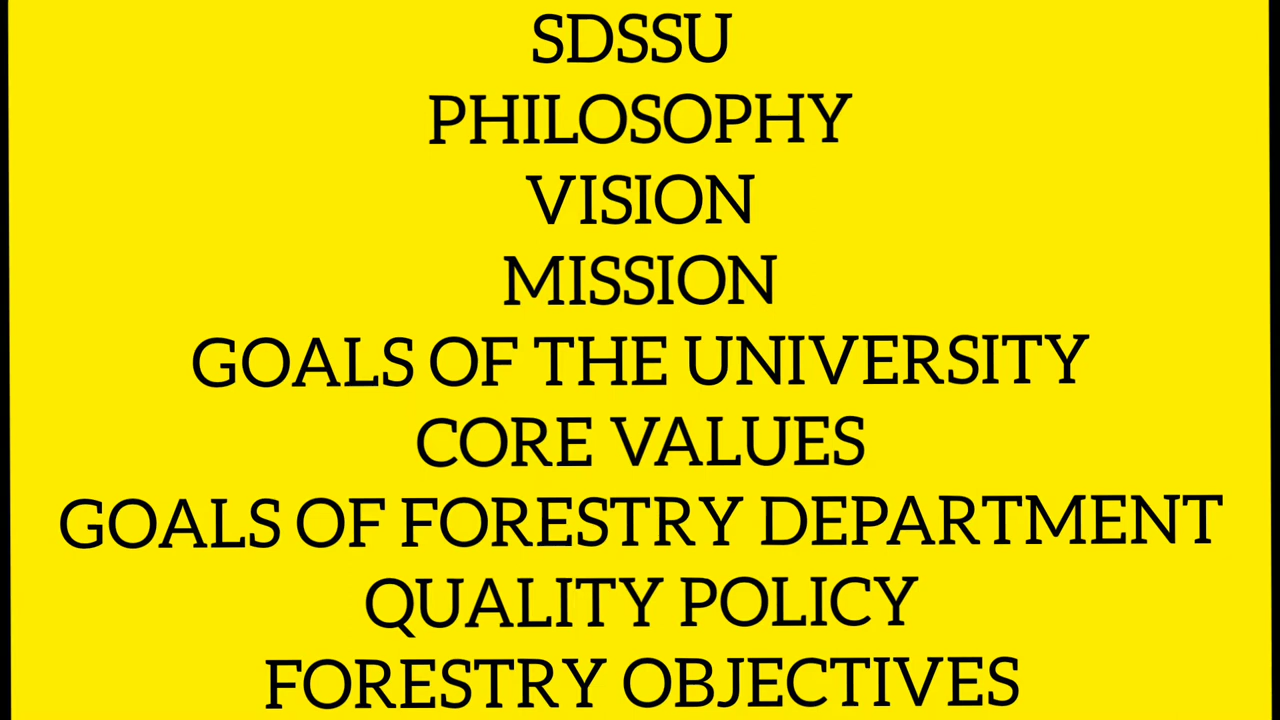 SDSSU
PHILOSOPHY
VISION
MISSION
GOALS OF THE UNIVERSITY
CORE VALUES
GOALS OF FORESTRY DEPARTMENT
QUALITY POLICY
FORESTRY OBJECTIVES